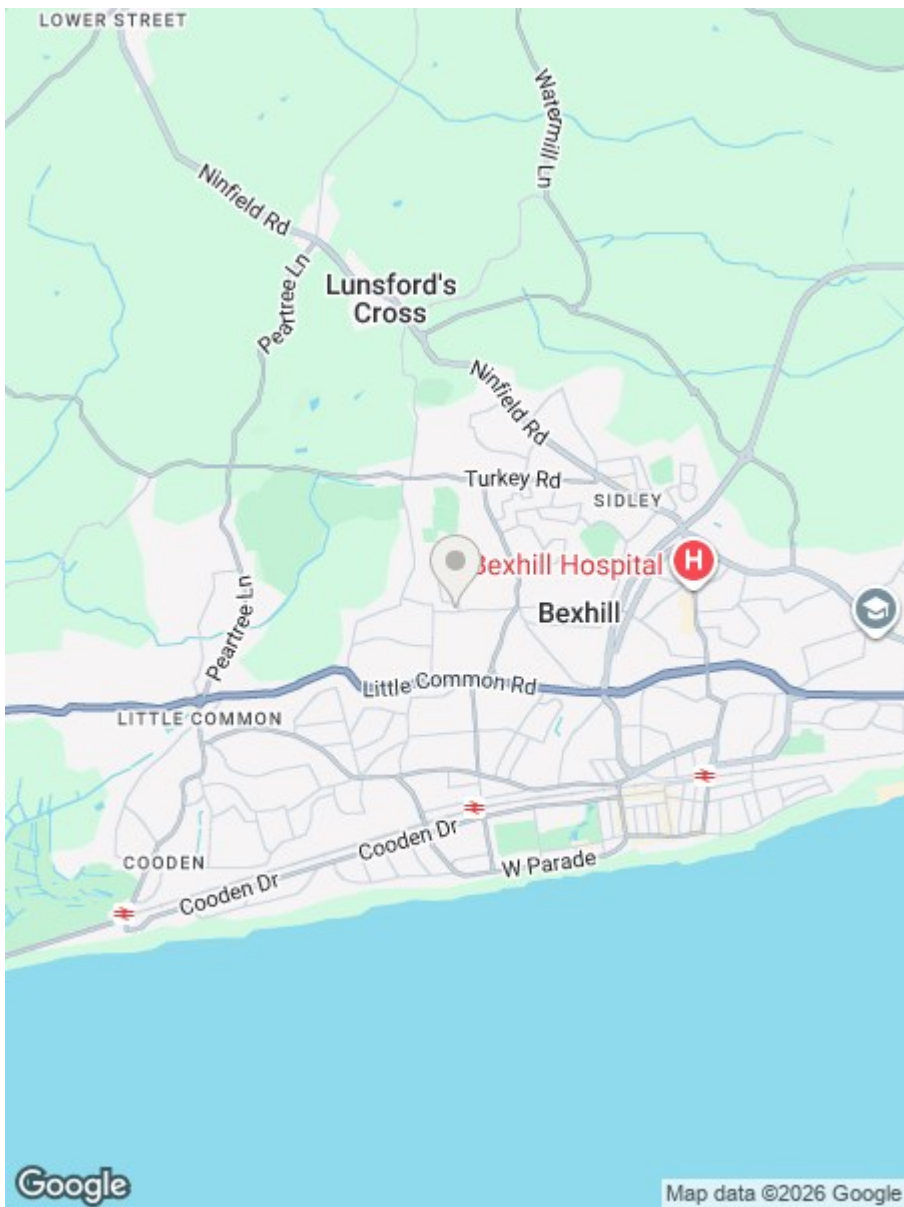 LOWER STREET
Watermill Ln
Ninfield Rd
Peartree Ln
Lunsford's
Cross
Ninfield Rd
Turkey Rd
SIDLEY
Bexhill Hospital
H
Bexhill
Peartree Ln
Little Common Rd
LITTLE COMMON
Cooden Dr
COODEN
W Parade
Cooden Dr
Google
Map data ©2026 Google